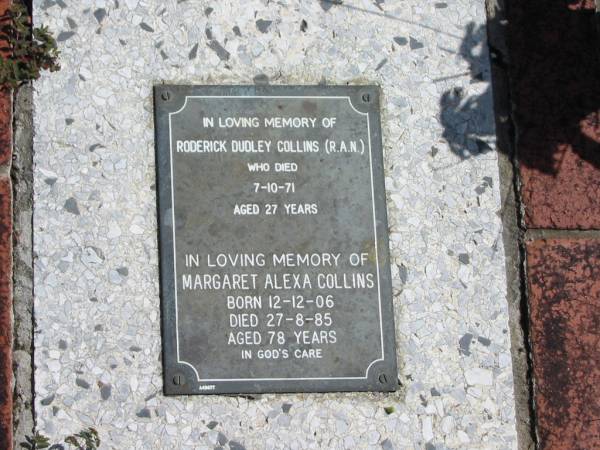 IN LOVING MEMORY OF
RODERICK DUDLEY COLLINS (R.A.N.)
WHO DIED
7-10-71
AGED 27 YEARS
IN LOVING MEMORY OF
MARGARET ALEXA COLLINS
BORN 12-12-06
DIED 27-8-85
AGED 78 YEARS
IN GOD'S CARE